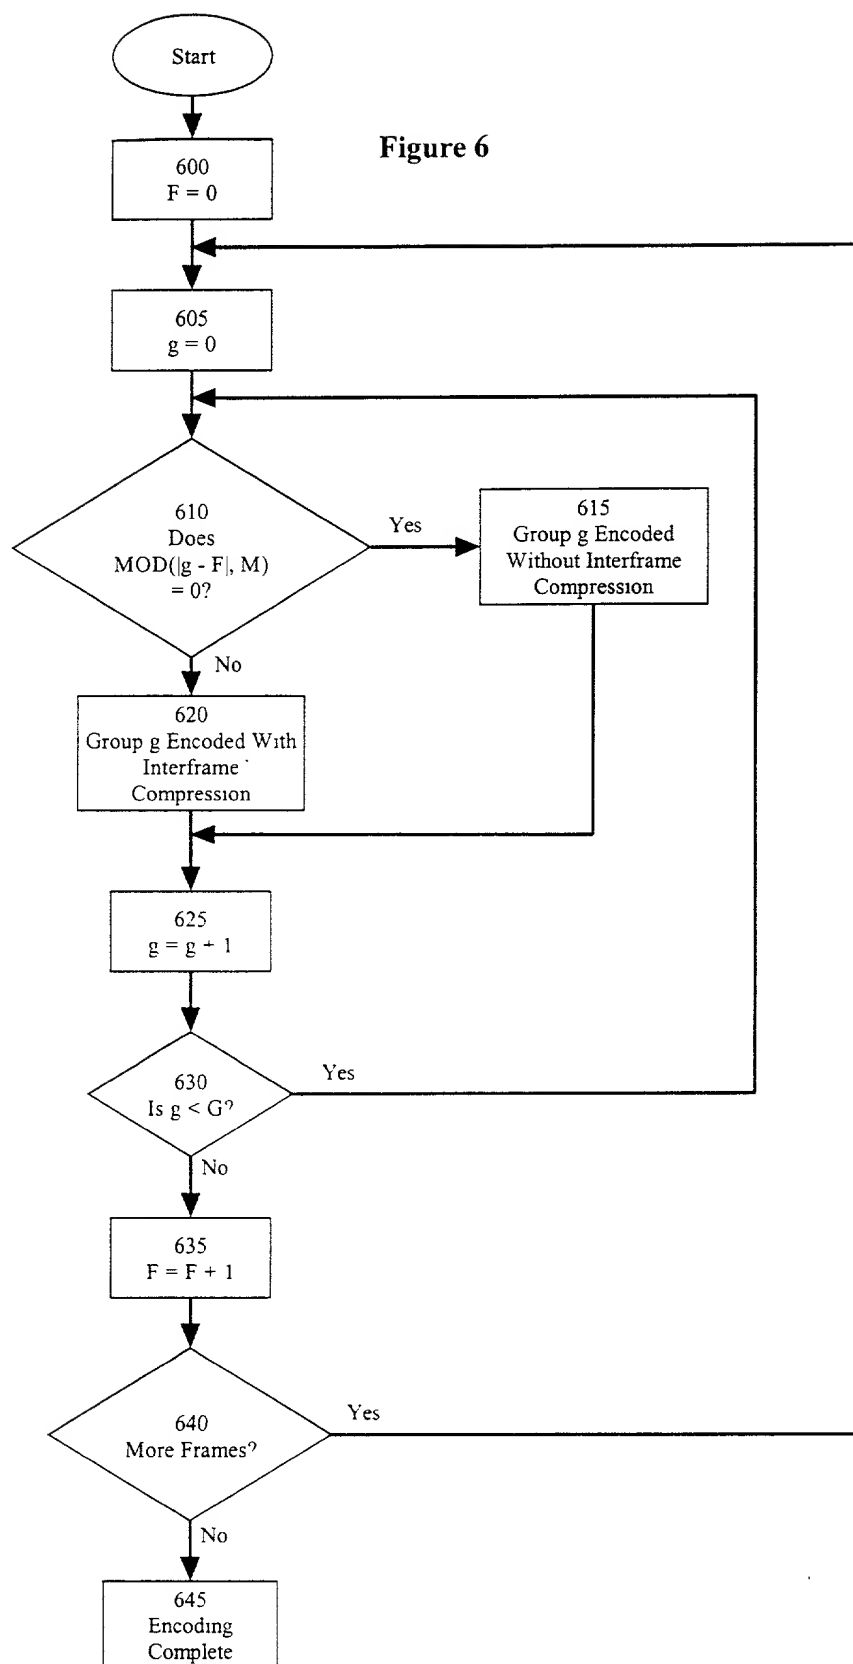 Start
Figure 6
600
F = 0
605
g = 0
610
Does
MOD(|g - F|, M)
= 0?
Yes
615
Group g Encoded
Without Interframe
Compression
No
620
Group g Encoded With
Interframe
Compression
625
g = g + 1
630
Is g < G?
Yes
No
635
F = F + 1
640
More Frames?
Yes
No
645
Encoding
Complete